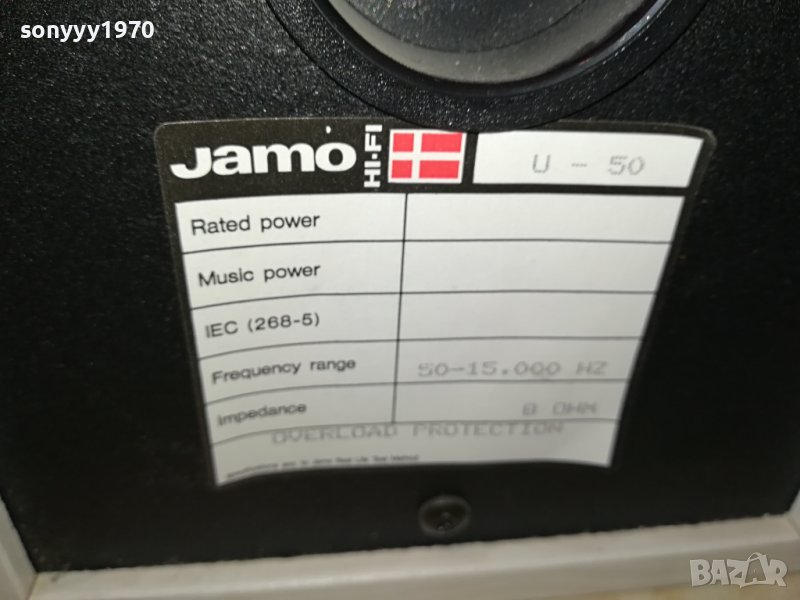 sonyyy1970
Jamo HI-FI U - 50
Rated power
Music power
IEC (268-5)
Frequency range 50-15.000 HZ
Impedance 8 OHM
OVERLOAD PROTECTION
BAZAR